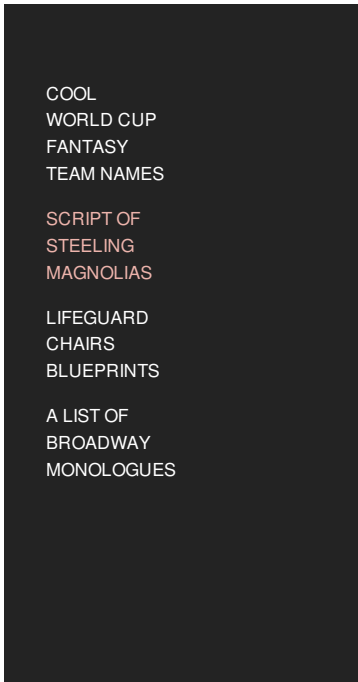 COOL
WORLD CUP
FANTASY
TEAM NAMES
SCRIPT OF
STEELING
MAGNOLIAS
LIFEGUARD
CHAIRS
BLUEPRINTS
A LIST OF
BROADWAY
MONOLOGUES